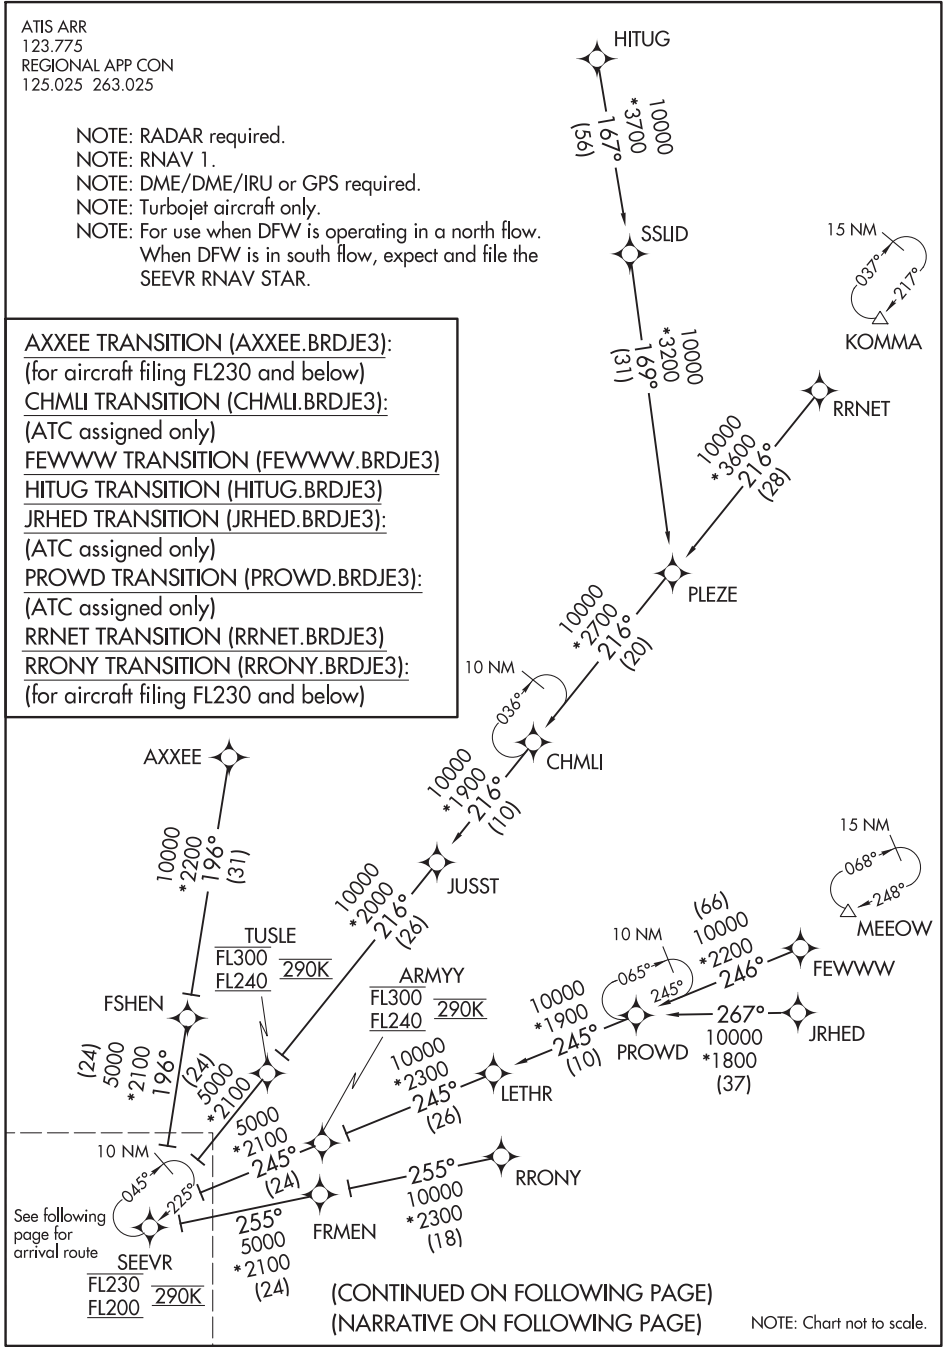 ATIS ARR
123.775
REGIONAL APP CON
125.025 263.025
NOTE: RADAR required.
NOTE: RNAV 1.
NOTE: DME/DME/IRU or GPS required.
NOTE: Turbojet aircraft only.
NOTE: For use when DFW is operating in a north flow.
When DFW is in south flow, expect and file the
SEEVR RNAV STAR.
HITUG
10000
*3700
167°
(56)
SSLID
10000
*3200
169°
(31)
15 NM
037°
217°
KOMMA
RRNET
10000
*3600
216°
(28)
PLEZE
AXXEE TRANSITION (AXXEE.BRDJE3):
(for aircraft filing FL230 and below)
CHMLI TRANSITION (CHMLI.BRDJE3):
(ATC assigned only)
FEWWW TRANSITION (FEWWW.BRDJE3)
HITUG TRANSITION (HITUG.BRDJE3)
JRHED TRANSITION (JRHED.BRDJE3):
(ATC assigned only)
PROWD TRANSITION (PROWD.BRDJE3):
(ATC assigned only)
RRNET TRANSITION (RRNET.BRDJE3)
RRONY TRANSITION (RRONY.BRDJE3):
(for aircraft filing FL230 and below)
10000
*2700
216°
(20)
10 NM
036°
CHMLI
10000
*1900
216°
(10)
JUSST
10000
*2000
216°
(26)
AXXEE
10000
*2200
196°
(31)
FSHEN
(24)
5000
*2100
196°
TUSLE
FL300
FL240
290K
(24)
5000
*2100
ARMYY
FL300
FL240
290K
15 NM
068°
248°
MEEOW
FEWWW
(66)
10000
*2200
246°
10 NM
065°
245°
PROWD
JRHED
267°
10000
*1800
(37)
10000
*1900
245°
(10)
LETHR
10000
*2300
245°
(26)
5000
*2100
245°
(24)
RRONY
255°
10000
*2300
(18)
FRMEN
255°
5000
*2100
(24)
10 NM
045°
225°
See following
page for
arrival route
SEEVR
FL230
FL200
290K
(CONTINUED ON FOLLOWING PAGE)
(NARRATIVE ON FOLLOWING PAGE)
NOTE: Chart not to scale.